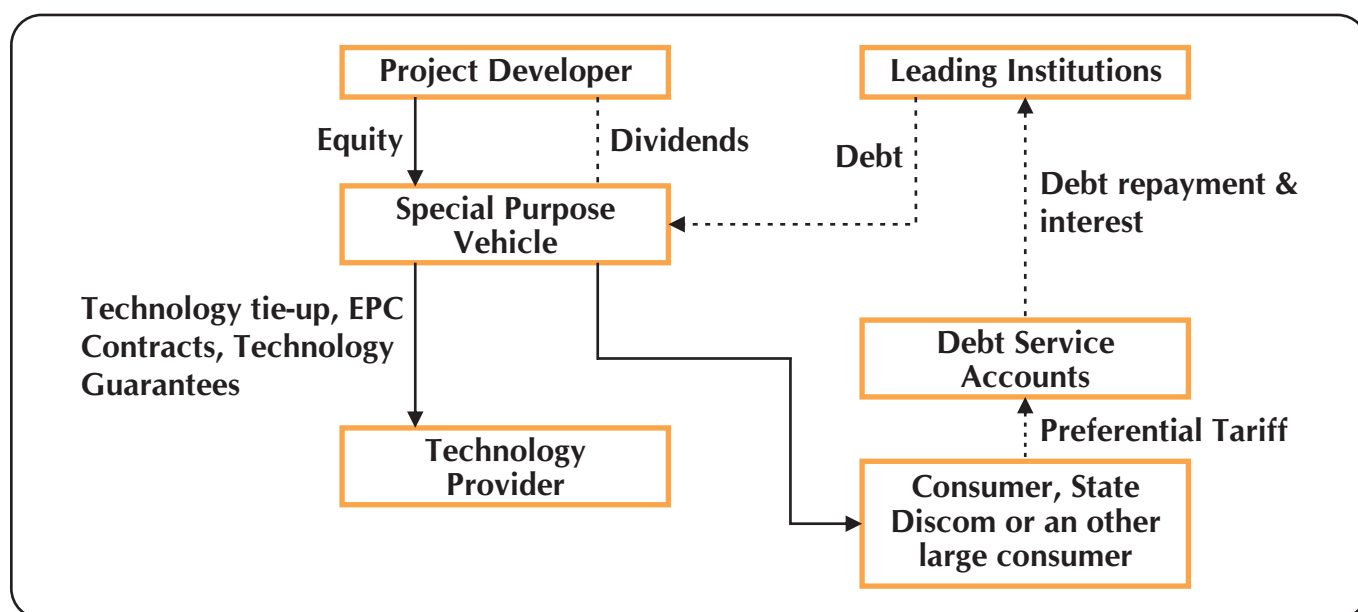 Project Developer
Leading Institutions
Equity
Dividends
Debt
Debt repayment &
interest
Special Purpose
Vehicle
Technology tie-up, EPC
Contracts, Technology
Guarantees
Debt Service
Accounts
Preferential Tariff
Technology
Provider
Consumer, State
Discom or an other
large consumer